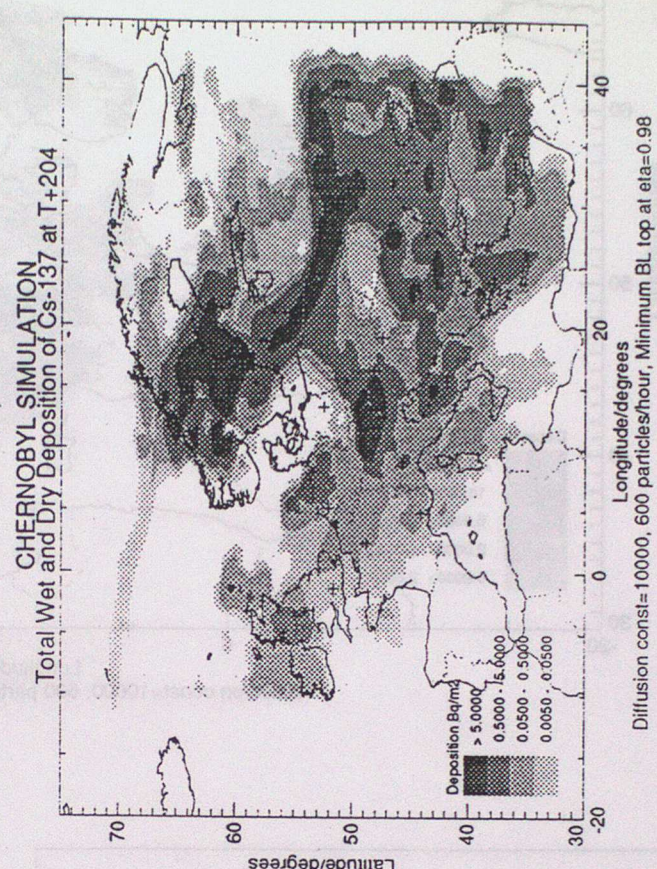 CHERNOBYL SIMULATION
Total Wet and Dry Deposition of Cs-137 at T+204
Latitude/degrees
70
60
50
40
30
Deposition Bq/m
> 5.0000
0.5000 - 5.0000
0.0500 - 0.5000
0.0050 - 0.0500
-20
0
20
40
Longitude/degrees
Diffusion const=10000, 600 particles/hour, Minimum BL top at eta=0.98